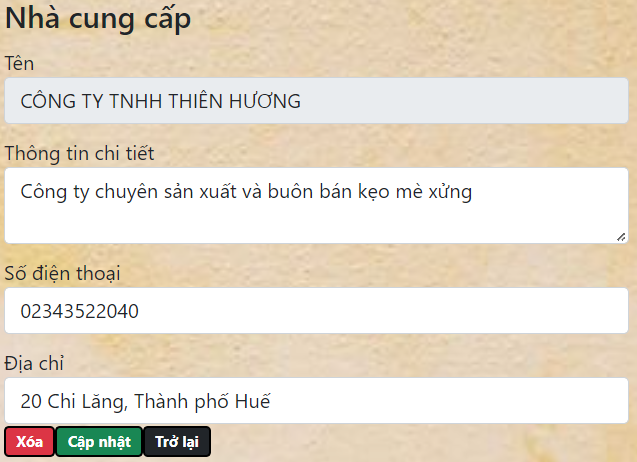 Nhà cung cấp
Tên
CÔNG TY TNHH THIÊN HƯƠNG
Thông tin chi tiết
Công ty chuyên sản xuất và buôn bán kẹo mè xửng
Số điện thoại
02343522040
Địa chỉ
20 Chi Lăng, Thành phố Huế
Xóa Cập nhật Trở lại